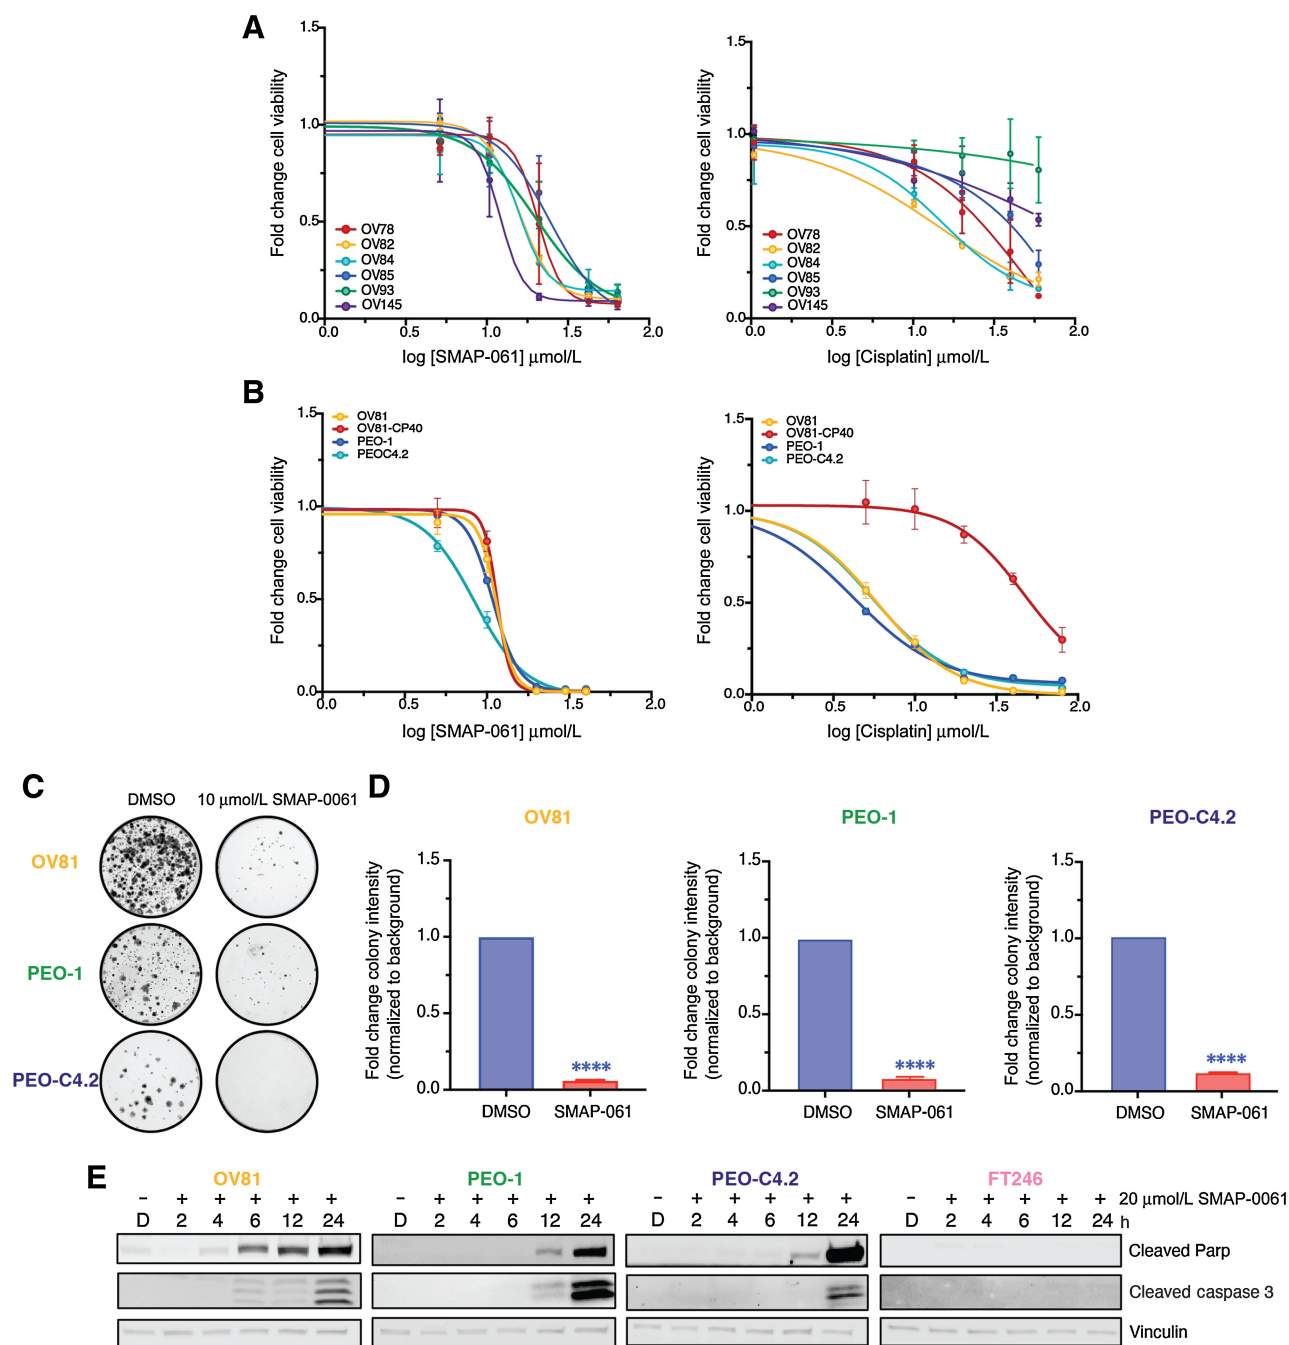 A
1.5
1.0
0.5
0.0
0.0 0.5 1.0 1.5 2.0
Fold change cell viability
log [SMAP-061] μmol/L
OV78
OV82
OV84
OV85
OV93
OV145
1.5
1.0
0.5
0.0
0.0 0.5 1.0 1.5 2.0
Fold change cell viability
log [Cisplatin] μmol/L
OV78
OV82
OV84
OV85
OV93
OV145
B
1.5
1.0
0.5
0.0
0.0 0.5 1.0 1.5 2.0
Fold change cell viability
log [SMAP-061] μmol/L
OV81
OV81-CP40
PEO-1
PEOC4.2
1.5
1.0
0.5
0.0
0.0 0.5 1.0 1.5 2.0
Fold change cell viability
log [Cisplatin] μmol/L
OV81
OV81-CP40
PEO-1
PEO-C4.2
C
DMSO 10 μmol/L SMAP-0061
OV81
PEO-1
PEO-C4.2
D
OV81
Fold change colony intensity
(normalized to background)
1.5
1.0
0.5
0.0
****
DMSO SMAP-061
PEO-1
Fold change colony intensity
(normalized to background)
1.5
1.0
0.5
0.0
****
DMSO SMAP-061
PEO-C4.2
Fold change colony intensity
(normalized to background)
1.5
1.0
0.5
0.0
****
DMSO SMAP-061
E
OV81 PEO-1 PEO-C4.2 FT246
– + + + + + – + + + + + – + + + + + – + + + + + 20 μmol/L SMAP-0061
D 2 4 6 12 24 D 2 4 6 12 24 D 2 4 6 12 24 D 2 4 6 12 24 h
Cleaved Parp
Cleaved caspase 3
Vinculin